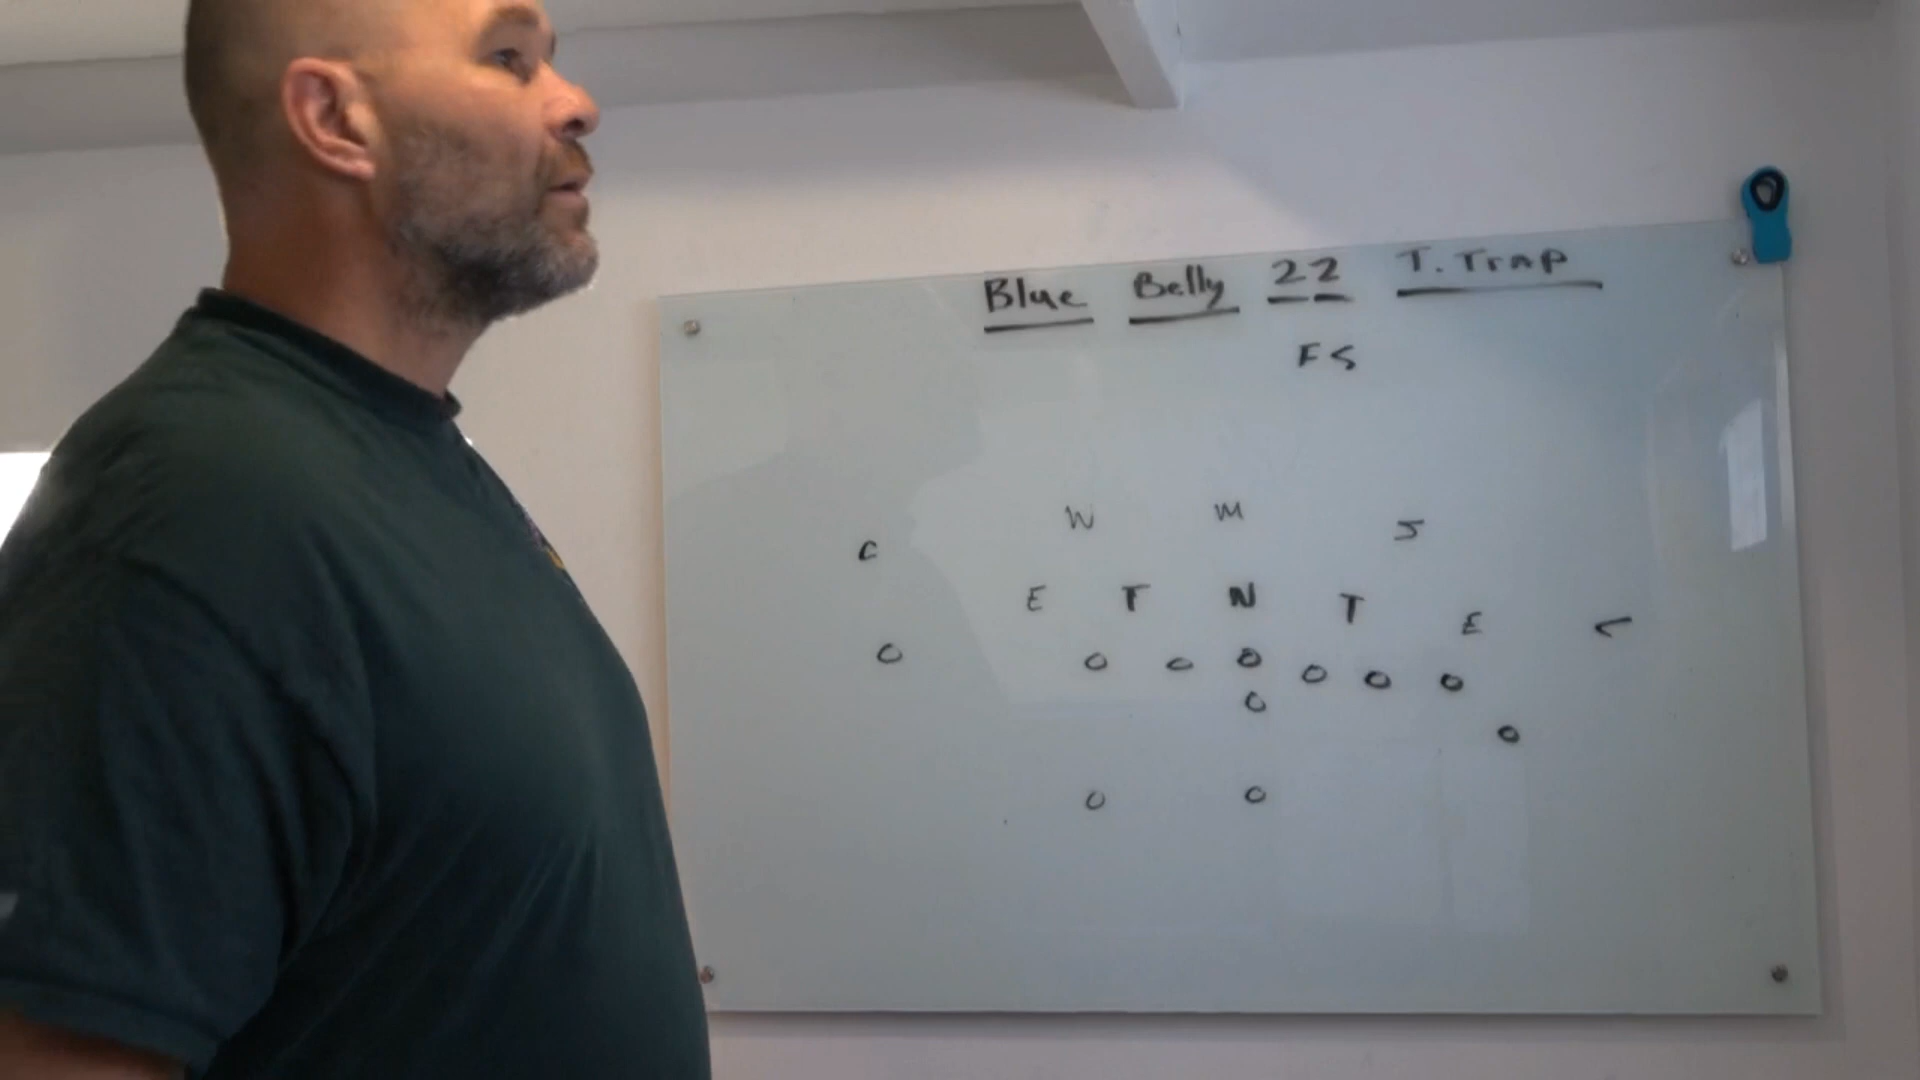 Blue Belly 22 T. Trap
FS
W M S
C
E T N T E C
O O O O O O O
O
O
O O